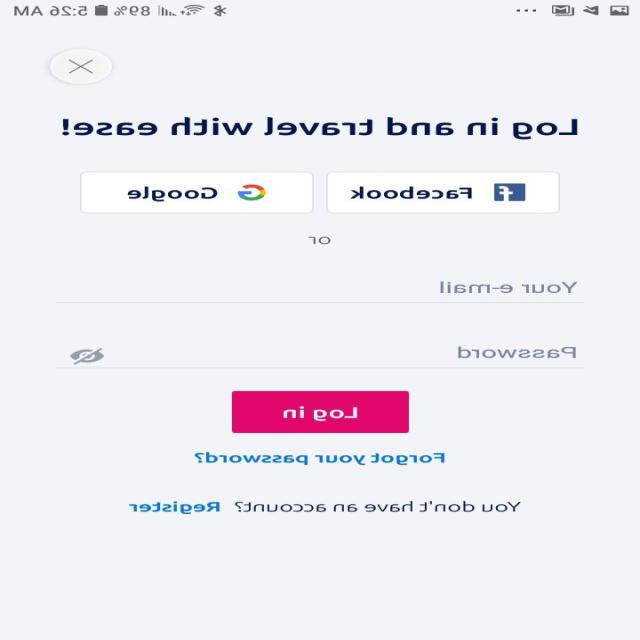 89% 5:26 AM
Log in and travel with ease!
Facebook Google
or
Your e-mail
Password
Log in
Forgot your password?
You don't have an account? Register